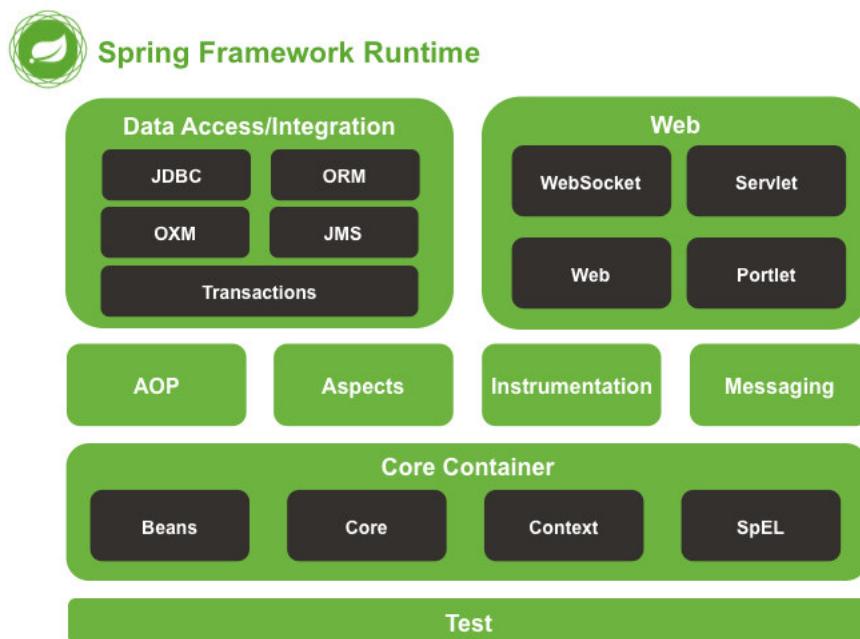 Spring Framework Runtime
Data Access/Integration
JDBC
ORM
OXM
JMS
Transactions
Web
WebSocket
Servlet
Web
Portlet
AOP
Aspects
Instrumentation
Messaging
Core Container
Beans
Core
Context
SpEL
Test